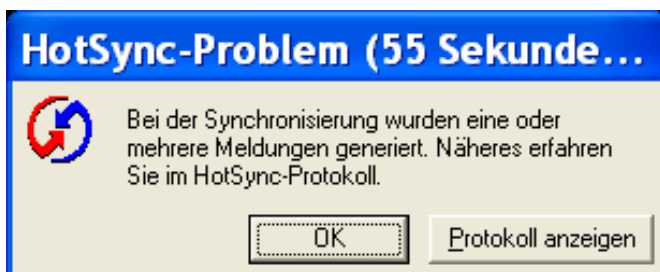 HotSync-Problem (55 Sekunde...
Bei der Synchronisierung wurden eine oder
mehrere Meldungen generiert. Näheres erfahren
Sie im HotSync-Protokoll.
OK
Protokoll anzeigen